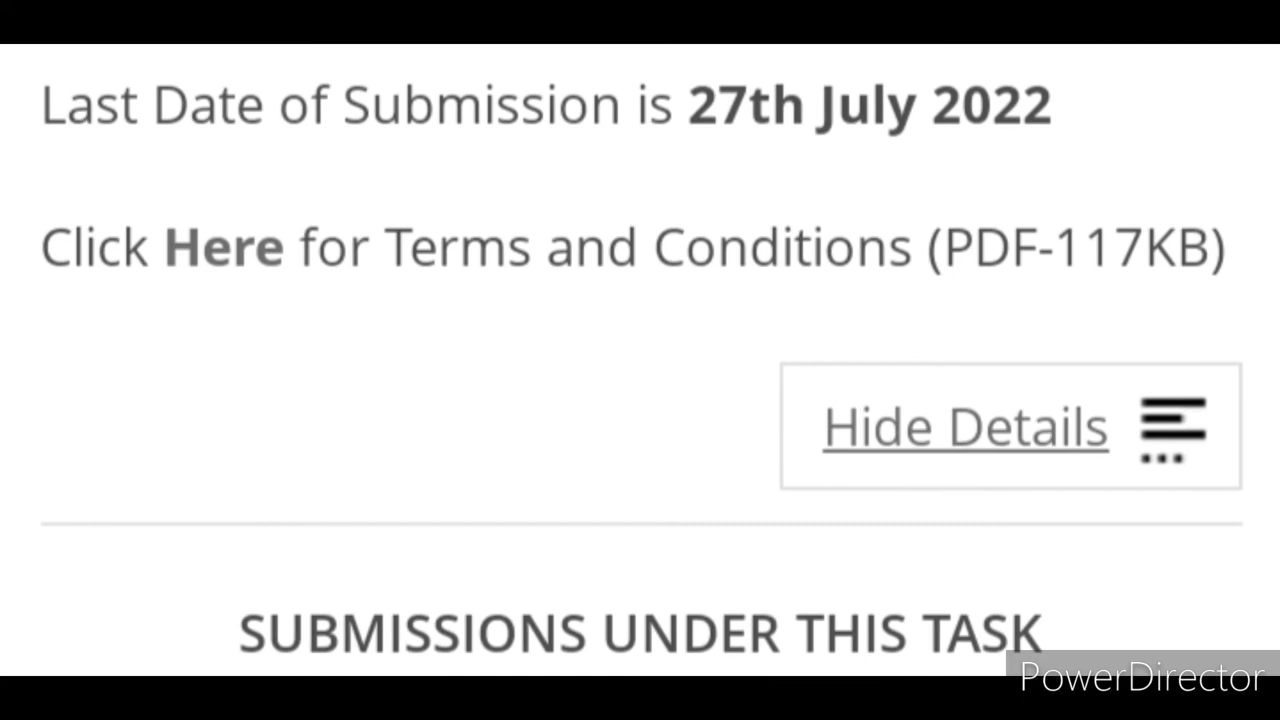 Last Date of Submission is 27th July 2022
Click Here for Terms and Conditions (PDF-117KB)
Hide Details
SUBMISSIONS UNDER THIS TASK
PowerDirector